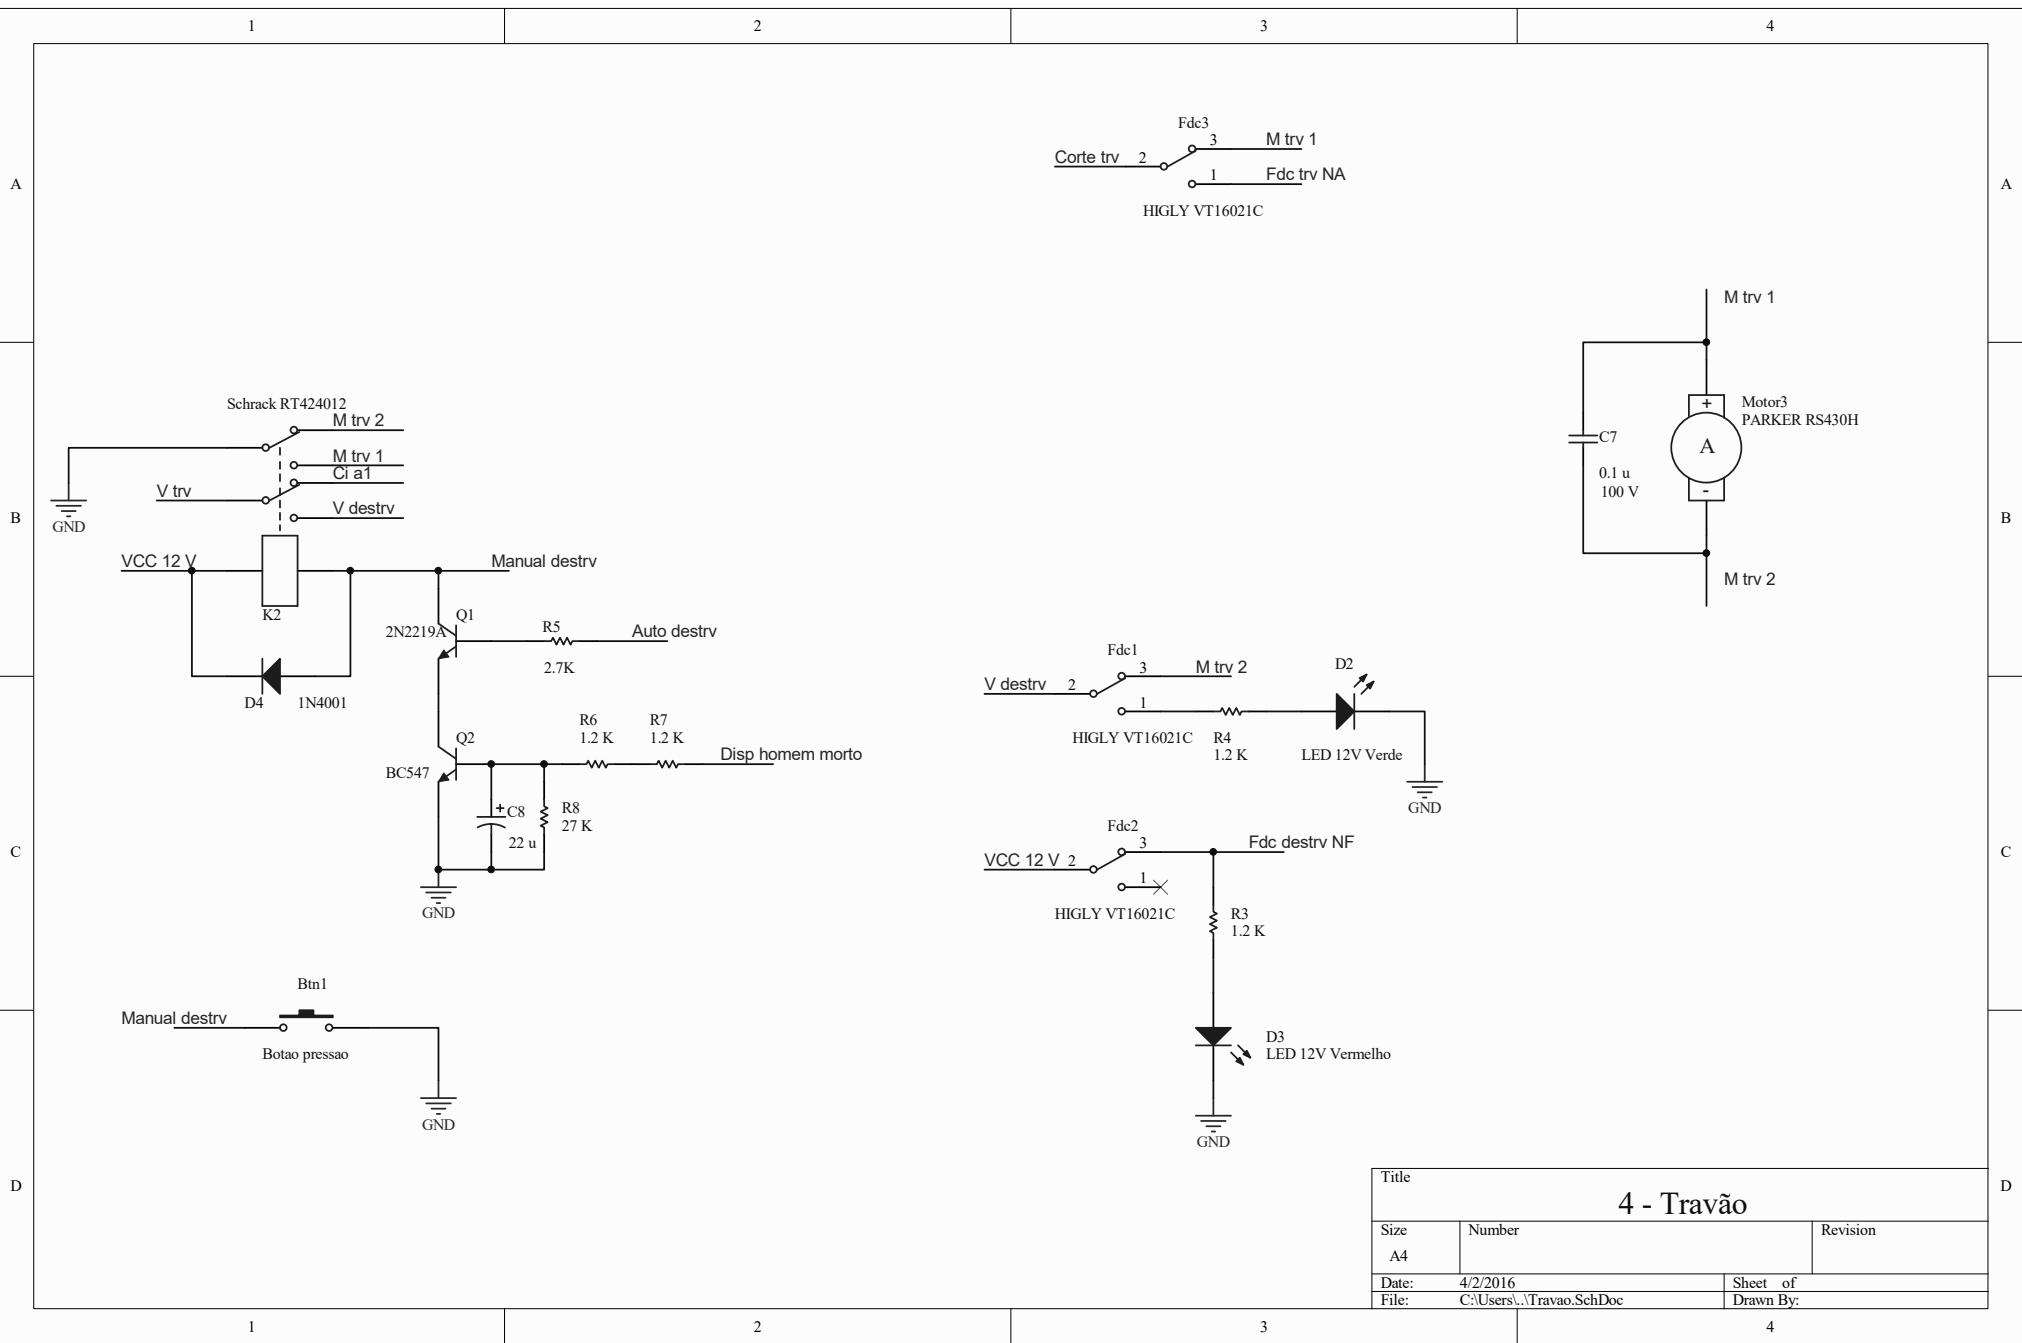 1 2 3 4
A
A
Fdc3
3 M trv 1
Corte trv 2
1 Fdc trv NA
HIGLY VT16021C
M trv 1
Schrack RT424012
M trv 2
M trv 1
Ci a1
V trv
V destrv
GND
B
B
Motor3
PARKER RS430H
+
A
-
C7
0.1 u
100 V
M trv 2
VCC 12 V
Manual destrv
K2
Q1
2N2219A
R5
Auto destrv
2.7K
D4 1N4001
Q2
BC547
R6
1.2 K
R7
1.2 K
Disp homem morto
+
C8
22 u
R8
27 K
GND
Fdc1
3 M trv 2
V destrv 2
1
HIGLY VT16021C
R4
1.2 K
D2
LED 12V Verde
GND
C
C
Fdc2
3 Fdc destrv NF
VCC 12 V 2
1
HIGLY VT16021C
R3
1.2 K
D3
LED 12V Vermelho
GND
Btn1
Manual destrv
Botao pressao
GND
D
D
Title
4 - Travão
Size
A4
Number
Revision
Date: 4/2/2016 Sheet of
File: C:\Users\..\Travao.SchDoc Drawn By:
1 2 3 4